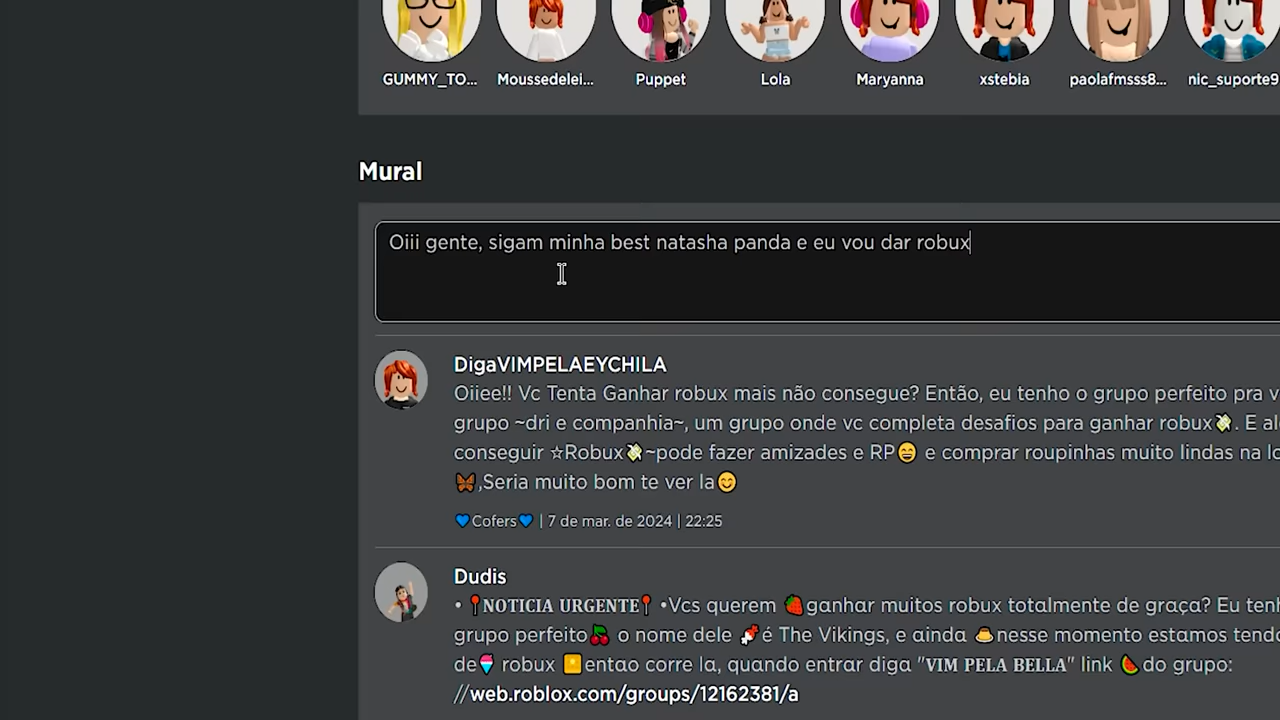 GUMMY_TO... Moussedelei... Puppet Lola Maryanna xstebia paolafmsss8... nic_suporte9
Mural
Oiii gente, sigam minha best natasha panda e eu vou dar robux
DigaVIMPELAEYCHILA
Oiiee!! Vc Tenta Ganhar robux mais não consegue? Então, eu tenho o grupo perfeito pra v
grupo ~dri e companhia~, um grupo onde vc completa desafios para ganhar robux💸. E al
conseguir ☆Robux💸~pode fazer amizades e RP😄 e comprar roupinhas muito lindas na lo
🦋,Seria muito bom te ver la😊
💙Cofers💙 | 7 de mar. de 2024 | 22:25
Dudis
• 📍NOTICIA URGENTE📍 •Vcs querem 🍓ganhar muitos robux totalmente de graça? Eu ten
grupo perfeito🍒 o nome dele 🍬é The Vikings, e ainda 🍮nesse momento estamos tend
de🍧 robux 🟨entao corre la, quando entrar diga "VIM PELA BELLA" link 🍉do grupo:
//web.roblox.com/groups/12162381/a